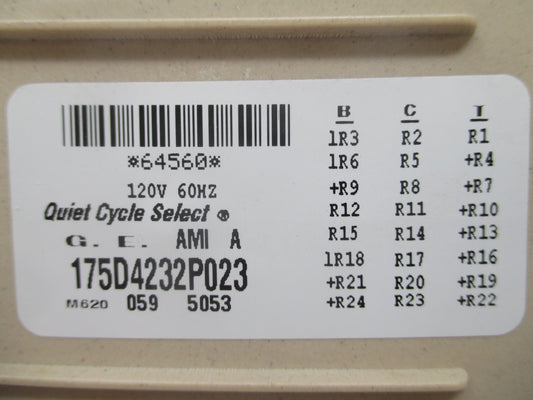 *64560*
120V 60HZ
Quiet Cycle Select ®
G. E. AMI A
175D4232P023
M620 059 5053
B C T
1R3 R2 R1
1R6 R5 +R4
+R9 R8 +R7
R12 R11 +R10
R15 R14 +R13
1R18 R17 +R16
+R21 R20 +R19
+R24 R23 +R22